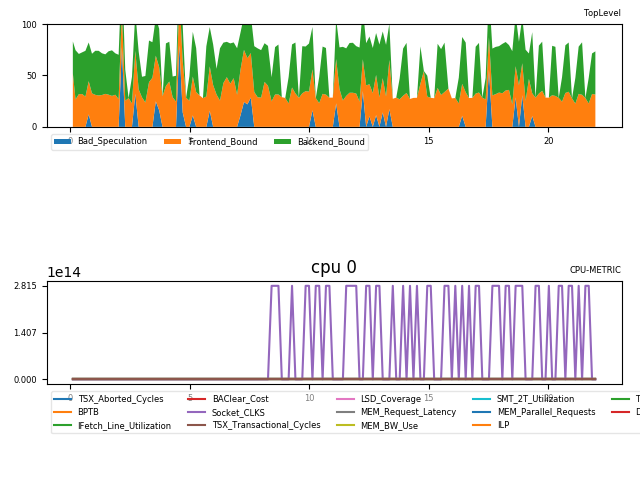 TopLevel
100
50
0
0 5 10 15 20
Bad_Speculation Frontend_Bound Backend_Bound
cpu 0
1e14
CPU-METRIC
2.815
1.407
0.000
0 5 10 15 20
TSX_Aborted_Cycles BAClear_Cost LSD_Coverage SMT_2T_Utilization T
BPTB Socket_CLKS MEM_Request_Latency MEM_Parallel_Requests D
IFetch_Line_Utilization TSX_Transactional_Cycles MEM_BW_Use ILP